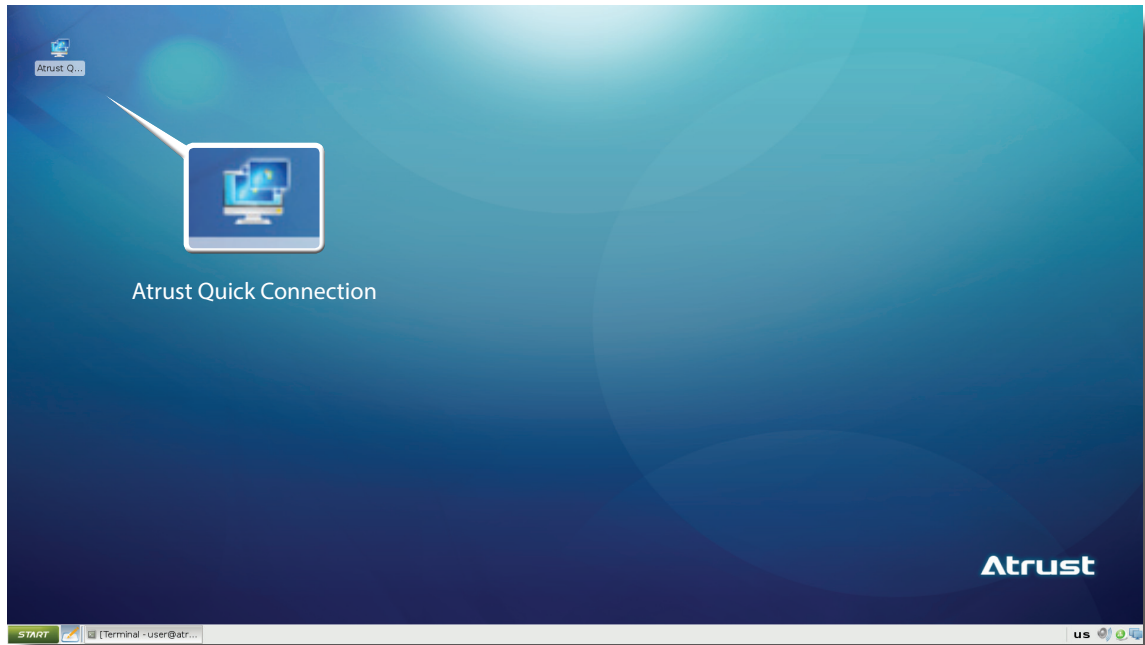 Atrust Q...
Atrust Quick Connection
Atrust
START
[Terminal - user@atr...
us